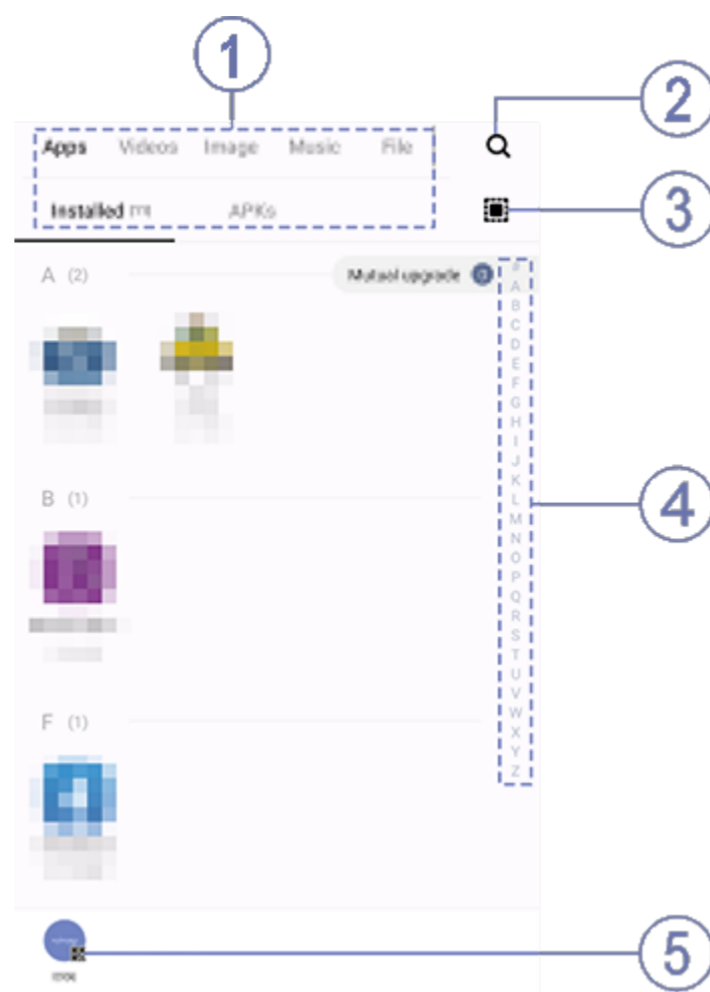 1
2
Apps Videos Image Music File
3
Installed APKs
A (2)
Mutual upgrade
#
A
B
C
D
E
F
G
H
I
J
K
L
M
N
O
P
Q
R
S
T
U
V
W
X
Y
Z
4
B (1)
F (1)
5